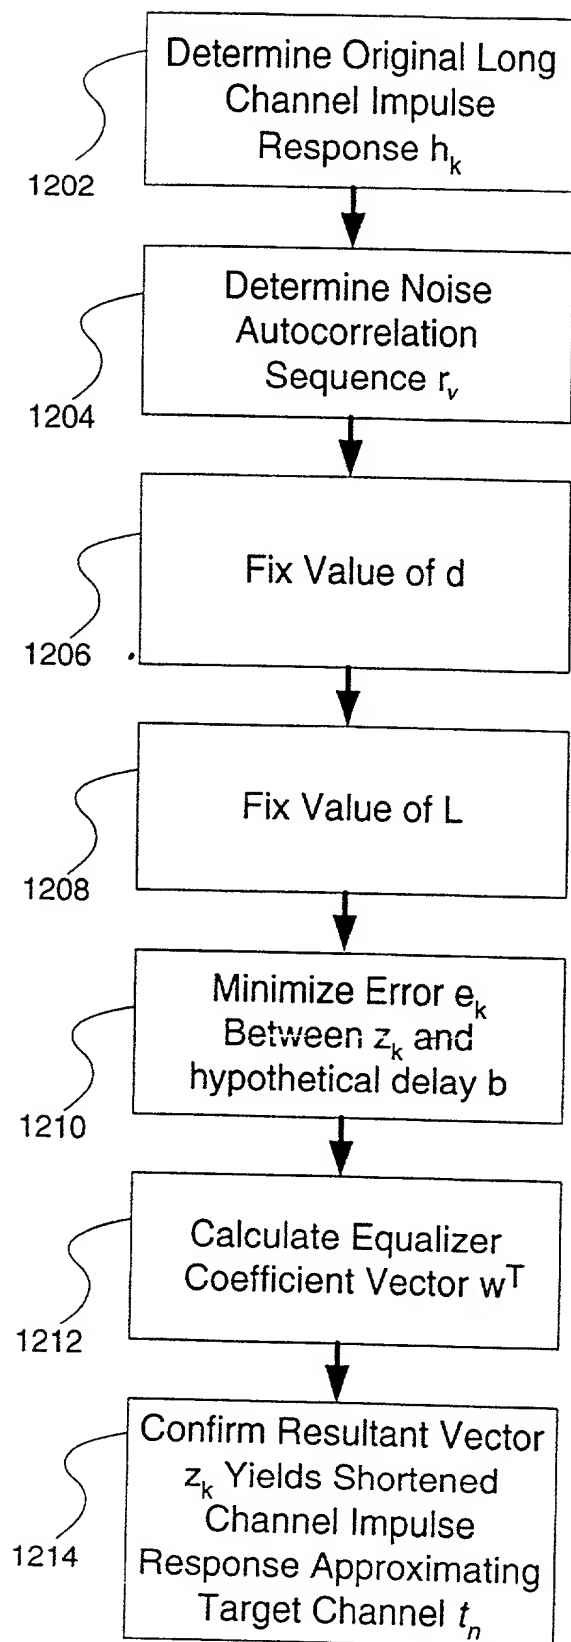 Determine Original Long
Channel Impulse
Response h_k
1202
Determine Noise
Autocorrelation
Sequence r_v
1204
Fix Value of d
1206
Fix Value of L
1208
Minimize Error e_k
Between z_k and
hypothetical delay b
1210
Calculate Equalizer
Coefficient Vector w^T
1212
Confirm Resultant Vector
z_k Yields Shortened
Channel Impulse
Response Approximating
Target Channel t_n
1214